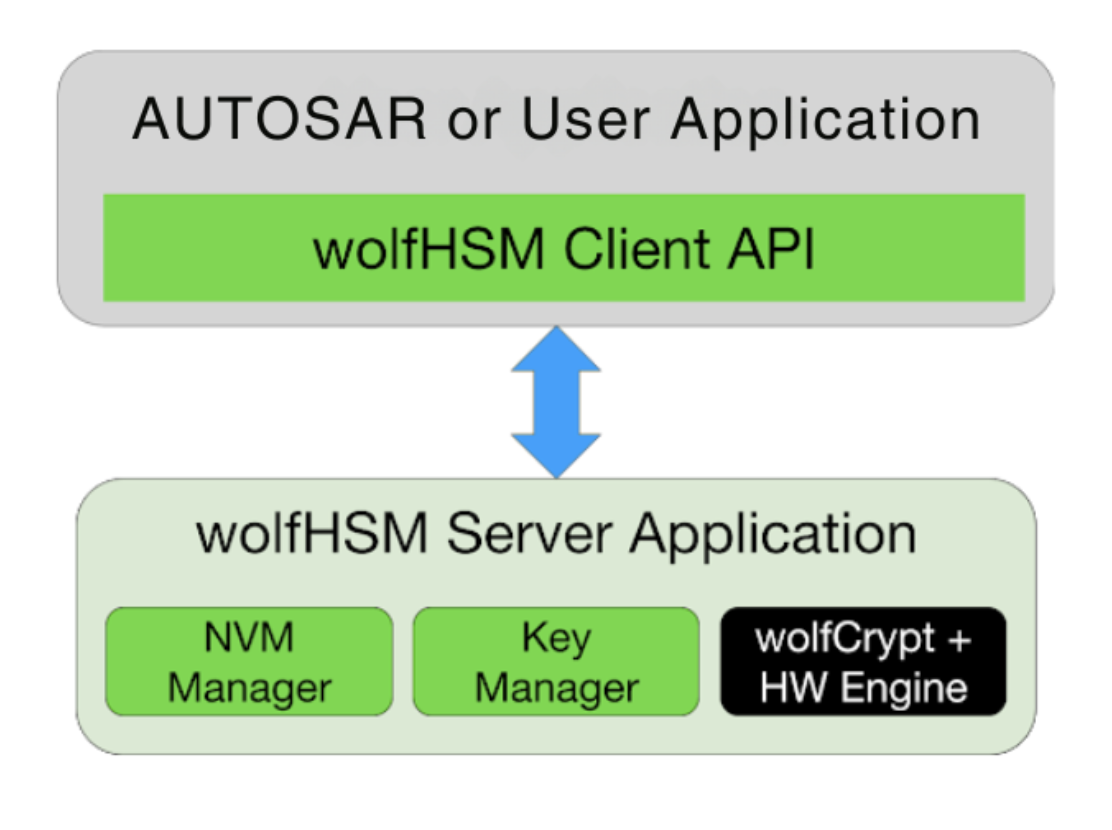 AUTOSAR or User Application
wolfHSM Client API
wolfHSM Server Application
NVM
Manager
Key
Manager
wolfCrypt +
HW Engine